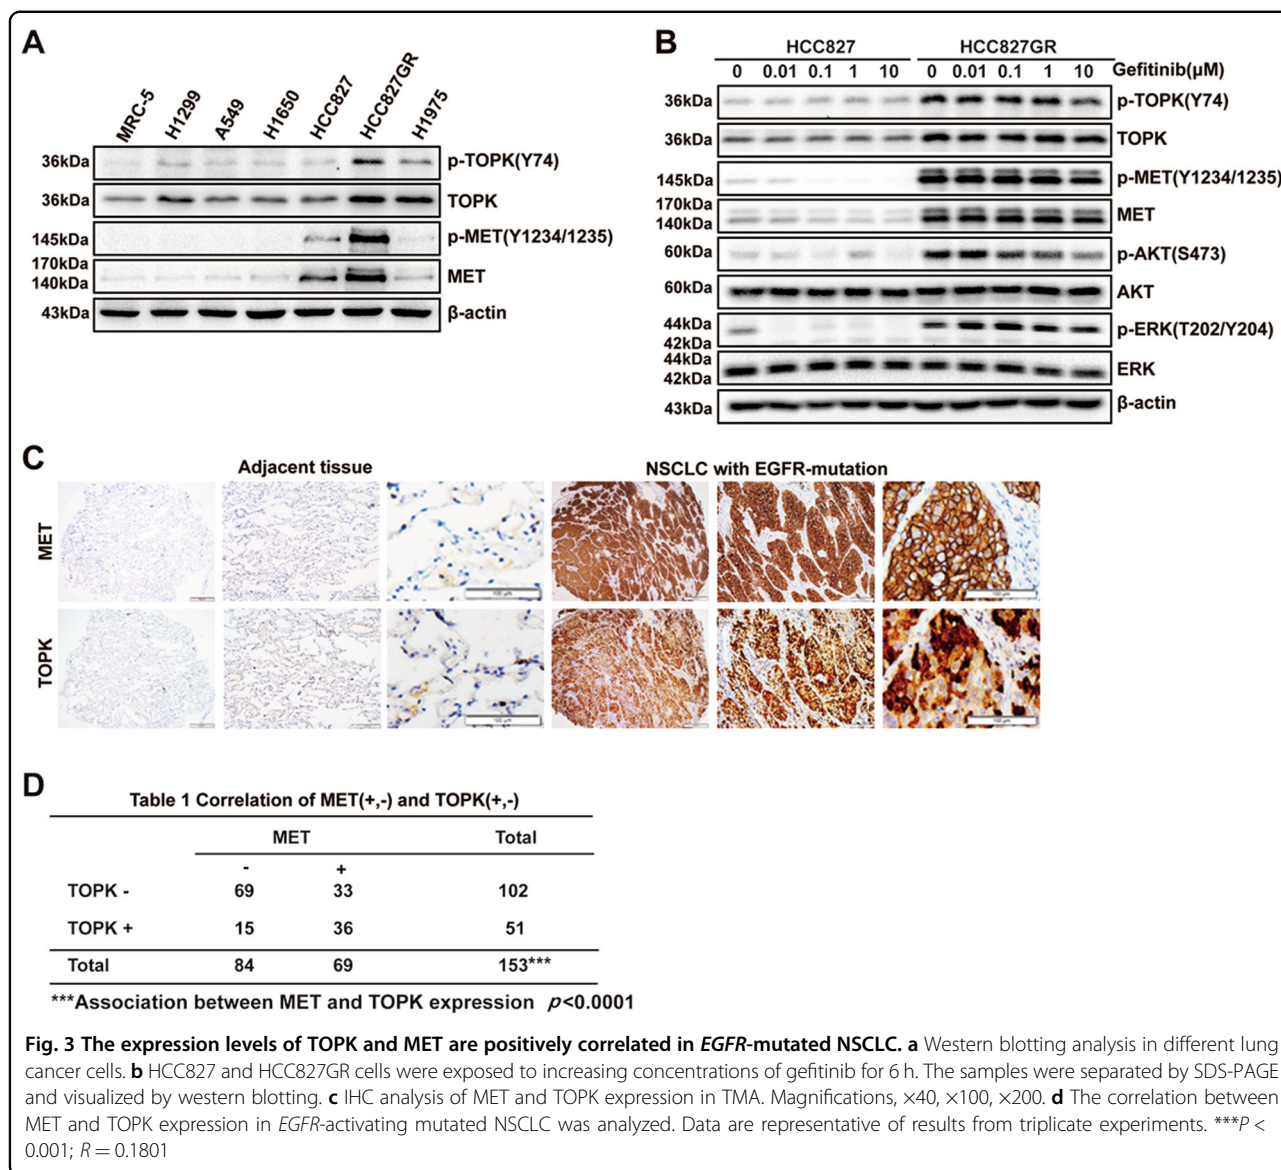 A
MRC-5 H1299 A549 H1650 HCC827 HCC827GR H1975
36kDa p-TOPK(Y74)
36kDa TOPK
145kDa p-MET(Y1234/1235)
170kDa
140kDa MET
43kDa β-actin
B
HCC827 HCC827GR
0 0.01 0.1 1 10 0 0.01 0.1 1 10 Gefitinib(μM)
36kDa p-TOPK(Y74)
36kDa TOPK
145kDa p-MET(Y1234/1235)
170kDa
140kDa MET
60kDa p-AKT(S473)
60kDa AKT
44kDa
42kDa p-ERK(T202/Y204)
44kDa
42kDa ERK
43kDa β-actin
C
Adjacent tissue NSCLC with EGFR-mutation
MET
100 μm 100 μm
TOPK
100 μm 100 μm
D
Table 1 Correlation of MET(+,-) and TOPK(+,-)
MET Total
- +
TOPK - 69 33 102
TOPK + 15 36 51
Total 84 69 153***
***Association between MET and TOPK expression p<0.0001
Fig. 3 The expression levels of TOPK and MET are positively correlated in EGFR-mutated NSCLC. a Western blotting analysis in different lung
cancer cells. b HCC827 and HCC827GR cells were exposed to increasing concentrations of gefitinib for 6 h. The samples were separated by SDS-PAGE
and visualized by western blotting. c IHC analysis of MET and TOPK expression in TMA. Magnifications, ×40, ×100, ×200. d The correlation between
MET and TOPK expression in EGFR-activating mutated NSCLC was analyzed. Data are representative of results from triplicate experiments. ***P <
0.001; R = 0.1801